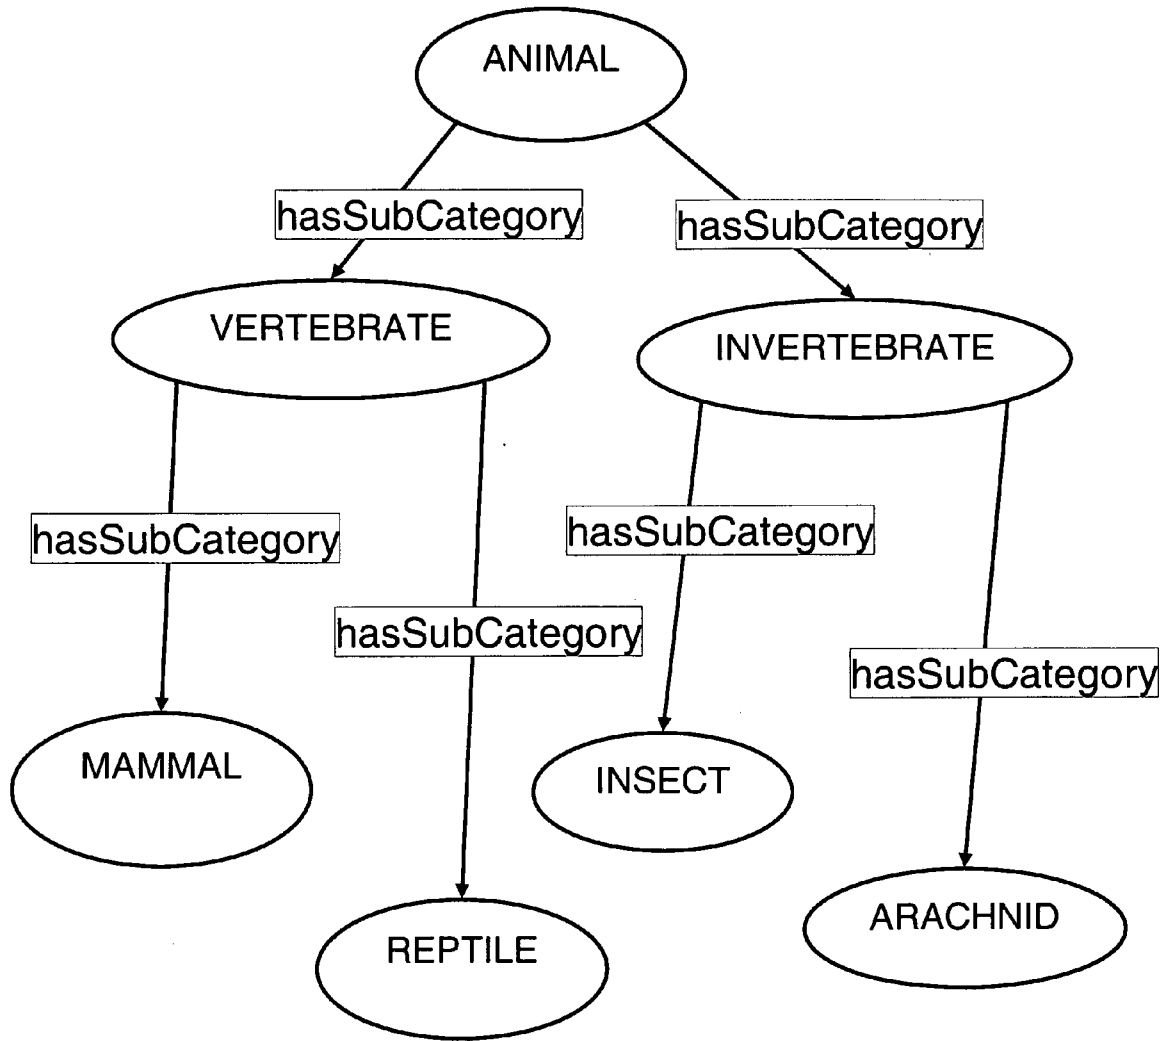 ANIMAL
hasSubCategory
hasSubCategory
VERTEBRATE
INVERTEBRATE
hasSubCategory
hasSubCategory
hasSubCategory
hasSubCategory
MAMMAL
INSECT
REPTILE
ARACHNID